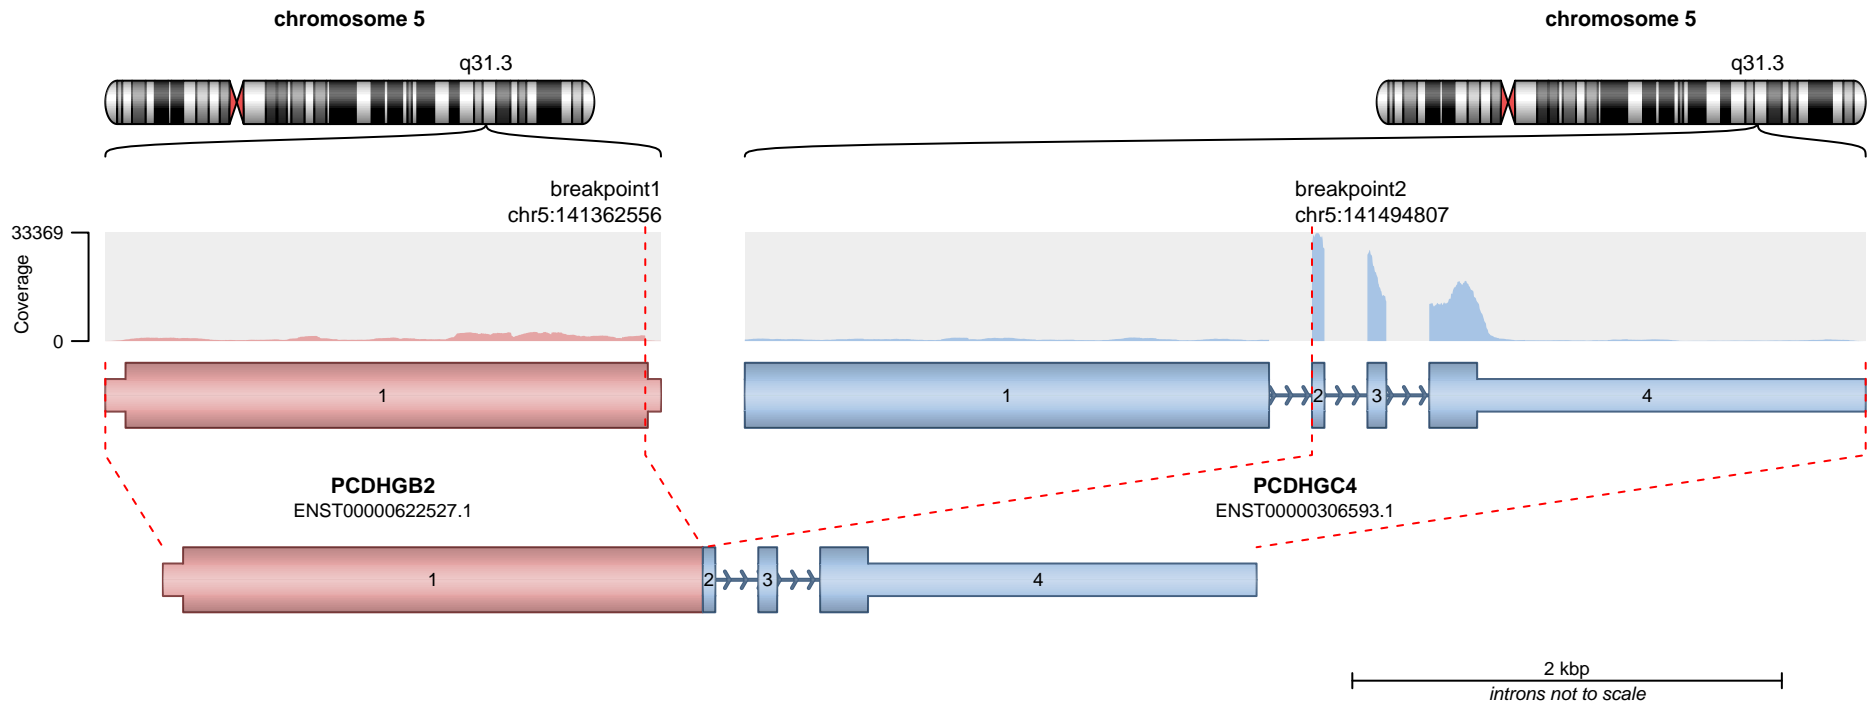 chromosome 5
chromosome 5
q31.3
q31.3
breakpoint1
chr5:141362556
breakpoint2
chr5:141494807
33369
0
Coverage
1
1
2
3
4
PCDHGB2
ENST00000622527.1
PCDHGC4
ENST00000306593.1
1
2
3
4
2 kbp
introns not to scale